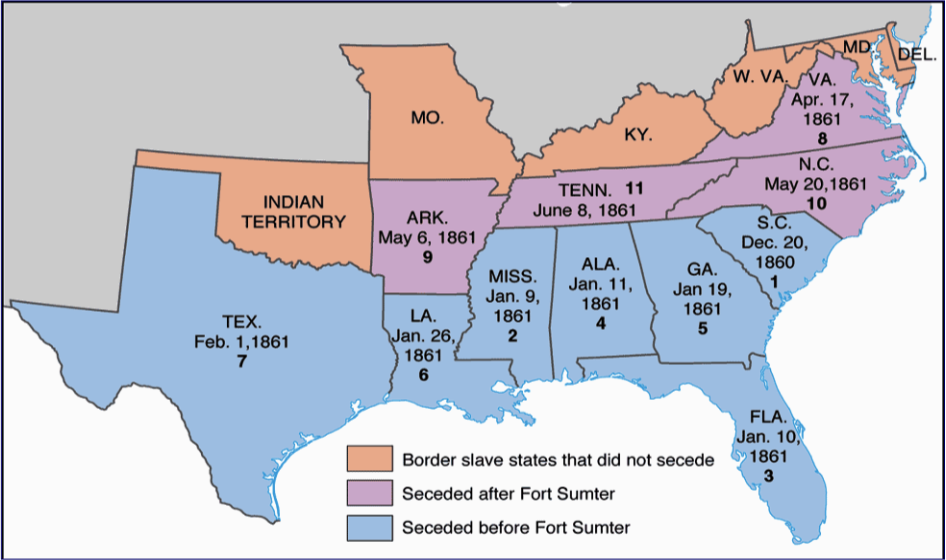 MD.
DEL.
W. VA.
VA.
Apr. 17,
1861
8
MO.
KY.
N.C.
May 20,1861
10
TENN. 11
June 8, 1861
INDIAN
TERRITORY
ARK.
May 6, 1861
9
S.C.
Dec. 20,
1860
1
MISS.
Jan. 9,
1861
2
ALA.
Jan. 11,
1861
4
GA.
Jan 19,
1861
5
TEX.
Feb. 1,1861
7
LA.
Jan. 26,
1861
6
FLA.
Jan. 10,
1861
3
Border slave states that did not secede
Seceded after Fort Sumter
Seceded before Fort Sumter